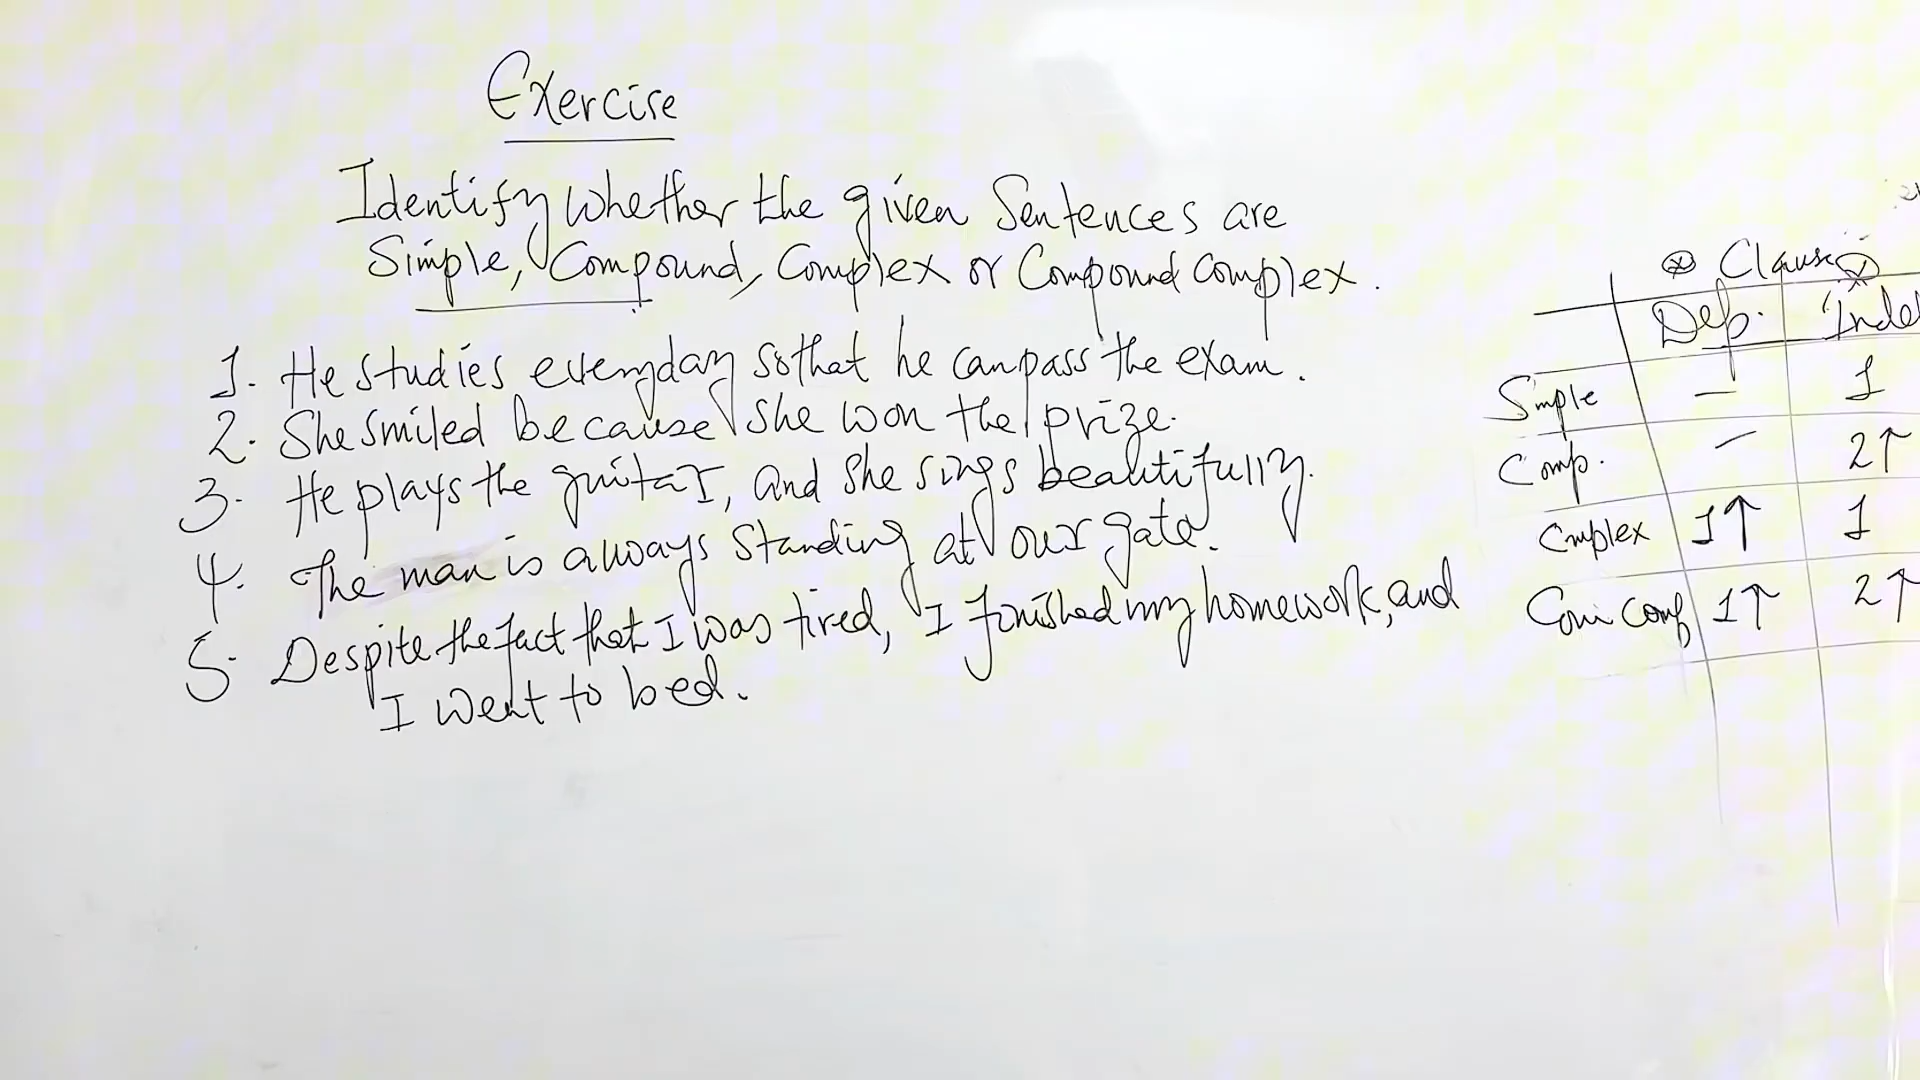 Exercise
Identify whether the given Sentences are
Simple, Compound, Complex or Compound Complex.
1. He studies everyday so that he can pass the exam.
2. She smiled because she won the prize.
3. He plays the guitar, and she sings beautifully.
4. The man is always standing at our gate.
5. Despite the fact that I was tired, I finished my homework, and
I went to bed.
Clause
Dep. Inde
Simple — 1
Comp. — 2↑
Complex 1↑ 1
Com Comp 1↑ 2↑